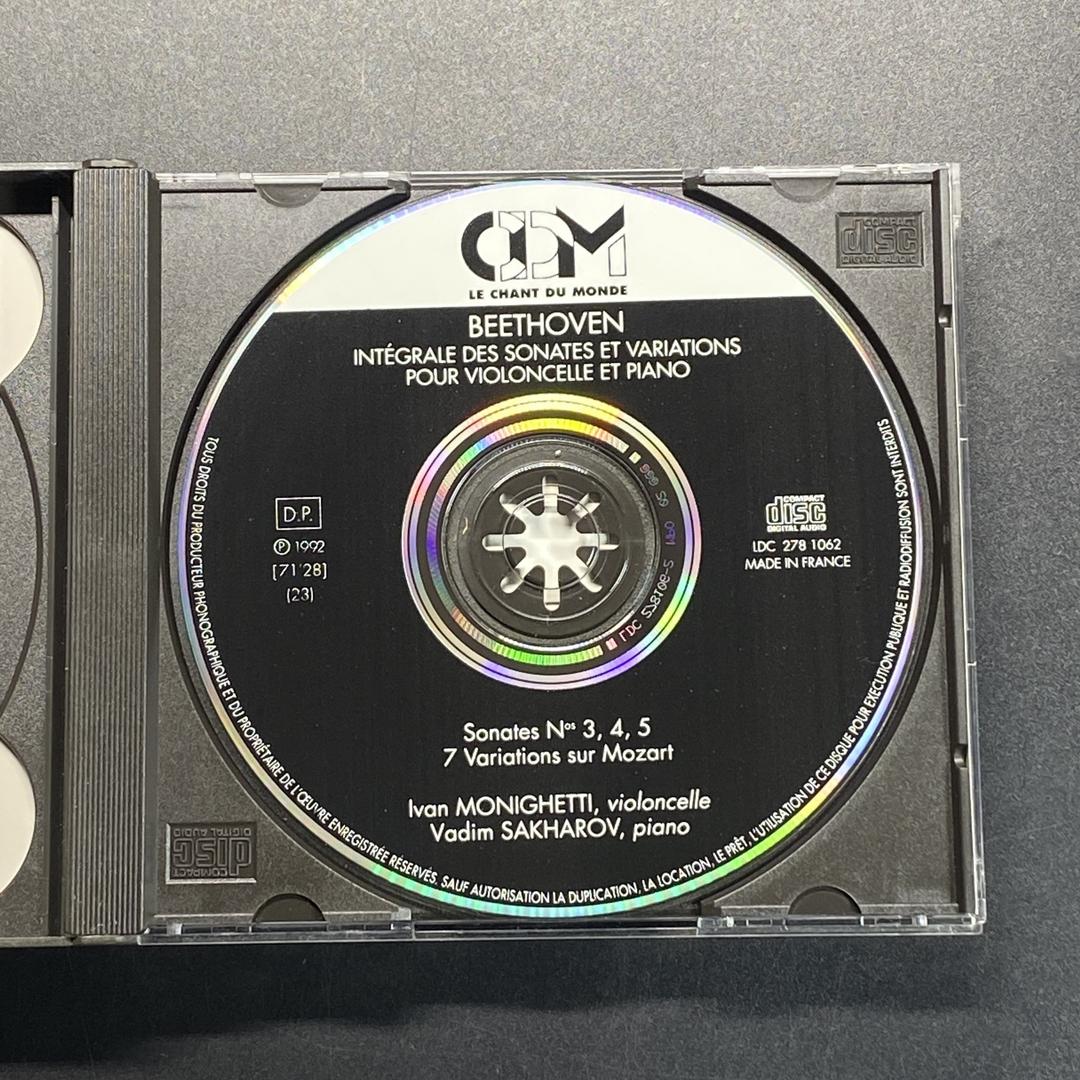 CDM
LE CHANT DU MONDE
BEETHOVEN
INTÉGRALE DES SONATES ET VARIATIONS
POUR VIOLONCELLE ET PIANO
D.P.
℗ 1992
[71'28]
(23)
COMPACT
disc
DIGITAL AUDIO
LDC 278 1062
MADE IN FRANCE
Sonates Nos 3, 4, 5
7 Variations sur Mozart
Ivan MONIGHETTI, violoncelle
Vadim SAKHAROV, piano
TOUS DROITS DU PRODUCTEUR PHONOGRAPHIQUE ET DU PROPRIÉTAIRE DE L'ŒUVRE ENREGISTRÉE RÉSERVÉS, SAUF AUTORISATION LA DUPLICATION, LA LOCATION, LE PRÊT, L'UTILISATION DE CE DISQUE POUR EXECUTION PUBLIQUE ET RADIODIFFUSION SONT INTERDITS
COMPACT
disc
DIGITAL AUDIO
COMPACT
disc
DIGITAL AUDIO